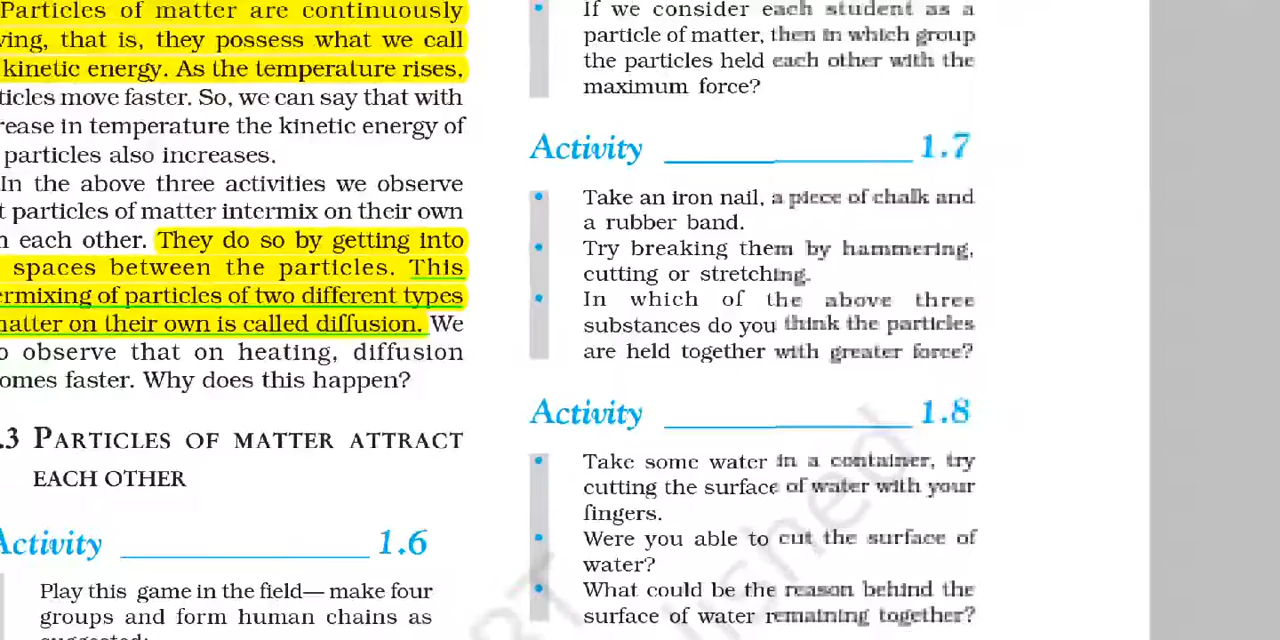 Particles of matter are continuously
ving, that is, they possess what we call
kinetic energy. As the temperature rises,
ticles move faster. So, we can say that with
rease in temperature the kinetic energy of
particles also increases.
In the above three activities we observe
t particles of matter intermix on their own
h each other. They do so by getting into
spaces between the particles. This
ermixing of particles of two different types
matter on their own is called diffusion. We
o observe that on heating, diffusion
omes faster. Why does this happen?
.3 PARTICLES OF MATTER ATTRACT
EACH OTHER
Activity 1.6
Play this game in the field— make four
groups and form human chains as
suggested:
If we consider each student as a
particle of matter, then in which group
the particles held each other with the
maximum force?
Activity 1.7
• Take an iron nail, a piece of chalk and
a rubber band.
• Try breaking them by hammering,
cutting or stretching.
• In which of the above three
substances do you think the particles
are held together with greater force?
Activity 1.8
• Take some water in a container, try
cutting the surface of water with your
fingers.
• Were you able to cut the surface of
water?
• What could be the reason behind the
surface of water remaining together?